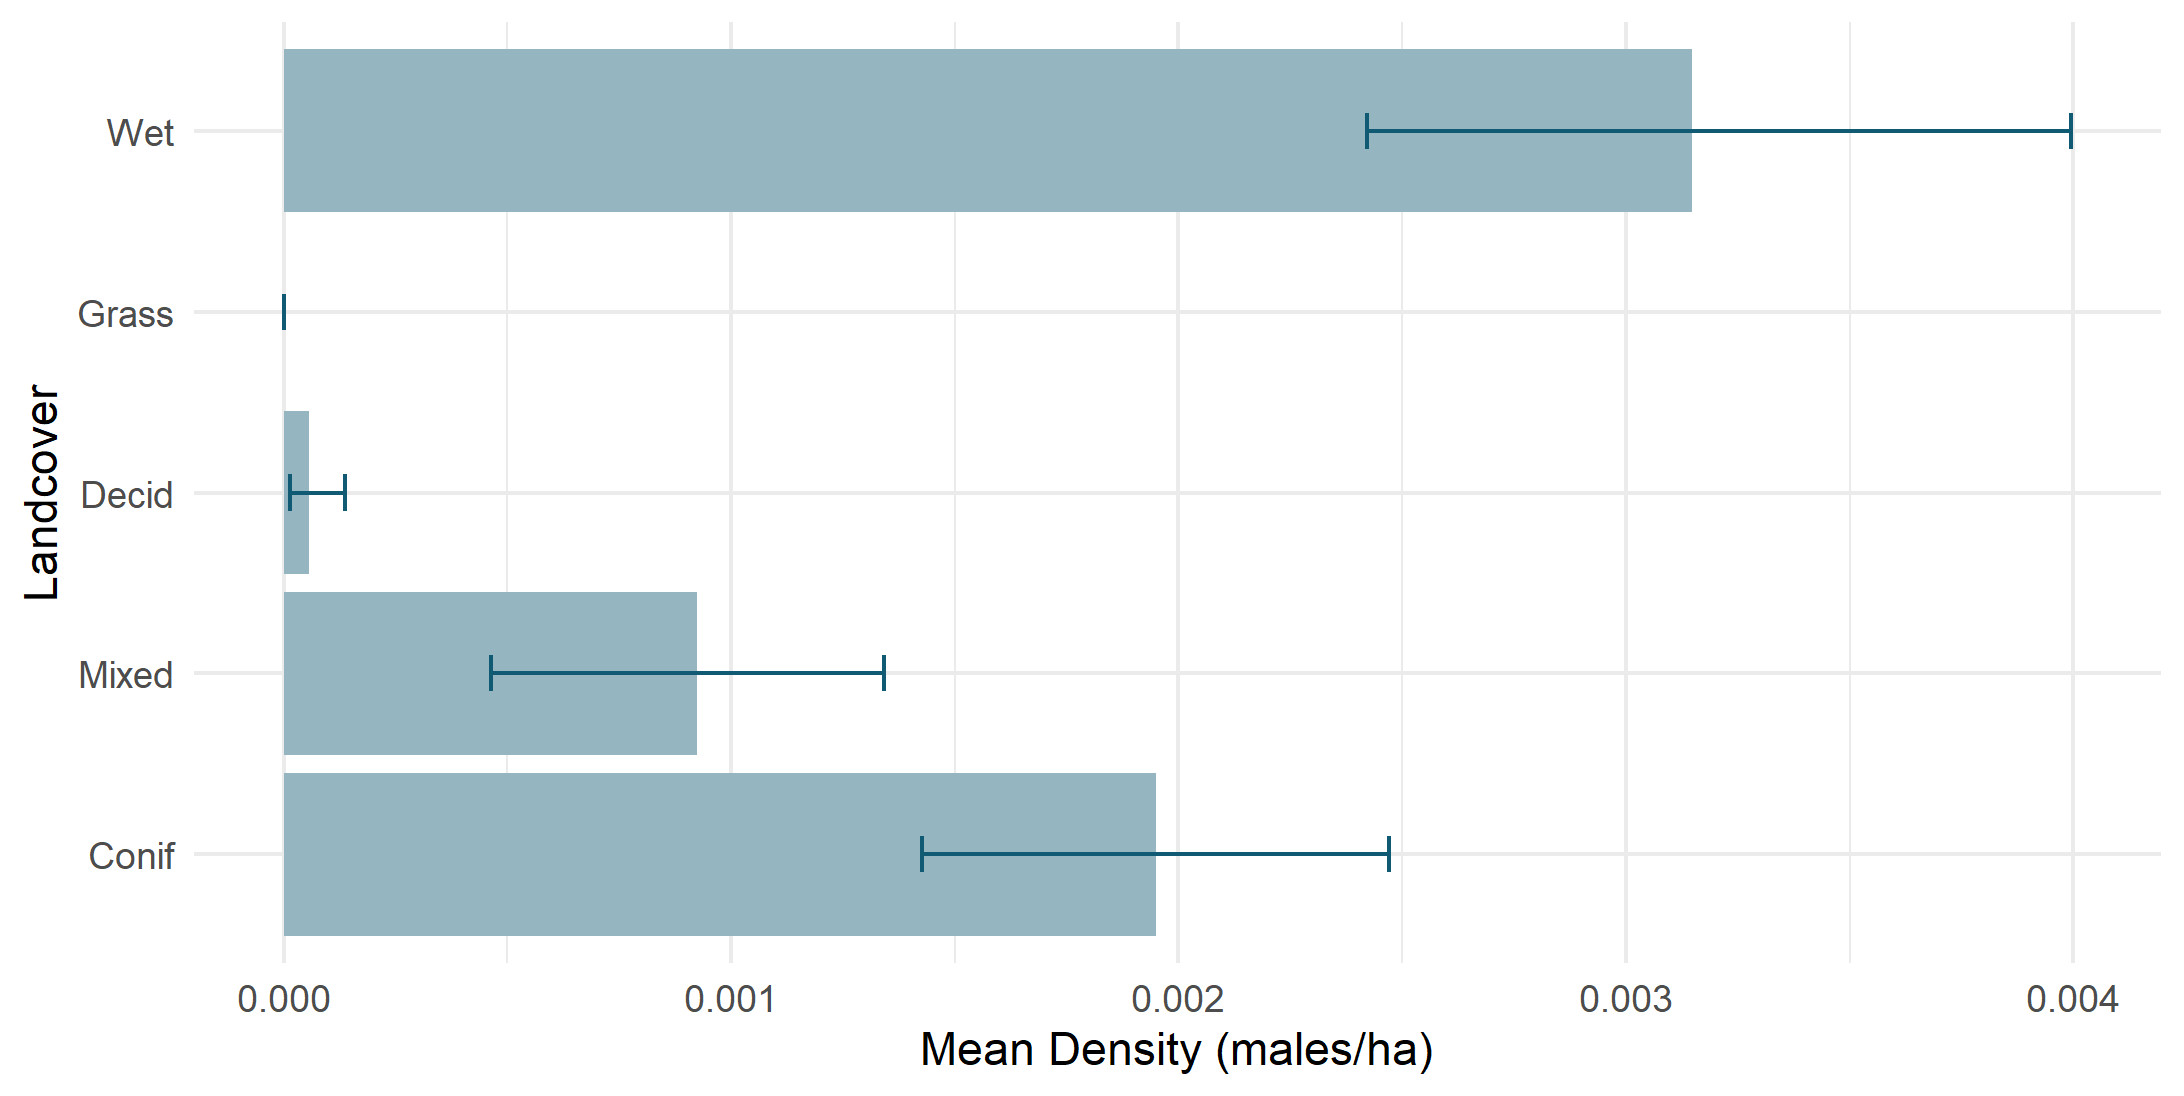 Landcover
Wet
Grass
Decid
Mixed
Conif
0.000 0.001 0.002 0.003 0.004
Mean Density (males/ha)